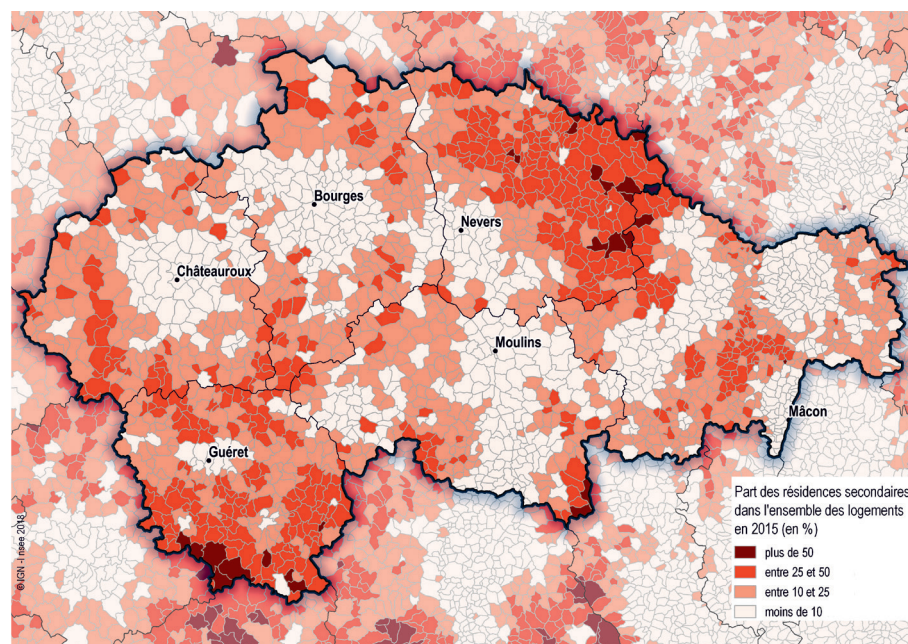 Bourges
Nevers
Châteauroux
Moulins
Mâcon
Guéret
Part des résidences secondaires
dans l'ensemble des logements
en 2015 (en %)
plus de 50
entre 25 et 50
entre 10 et 25
moins de 10
© IGN - Insee 2018